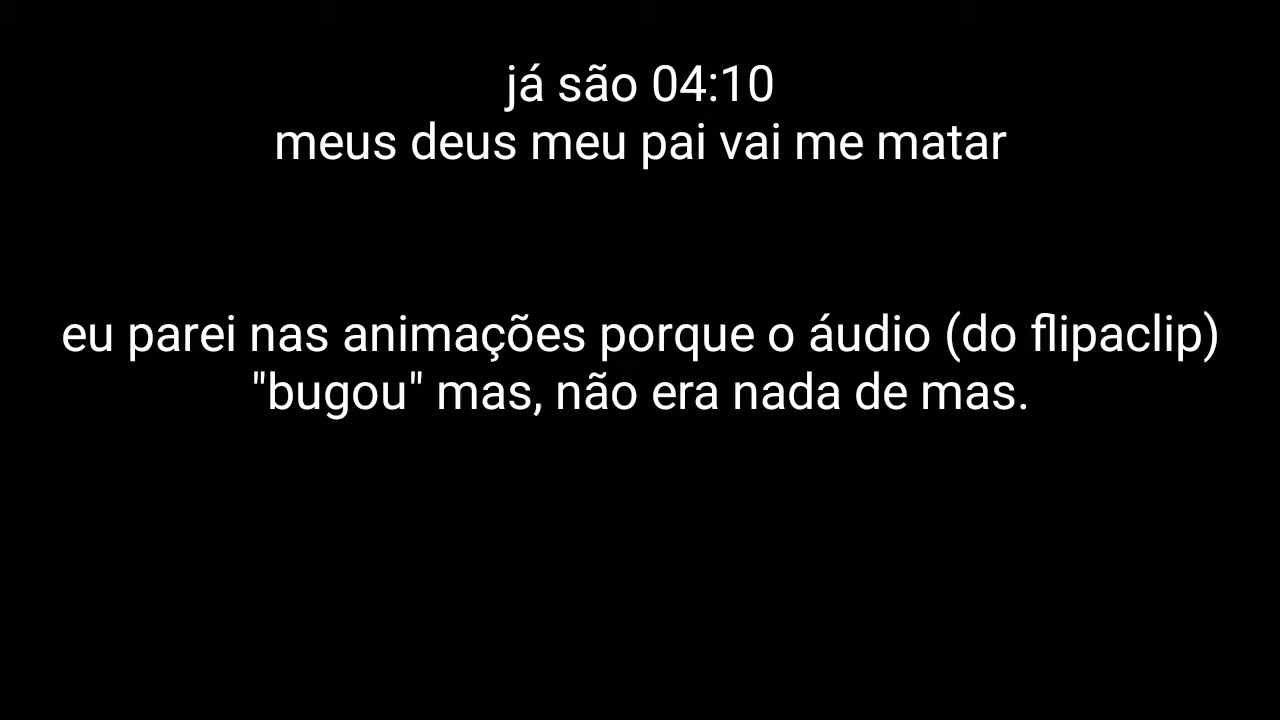 já são 04:10
meus deus meu pai vai me matar
eu parei nas animações porque o áudio (do flipaclip)
"bugou" mas, não era nada de mas.